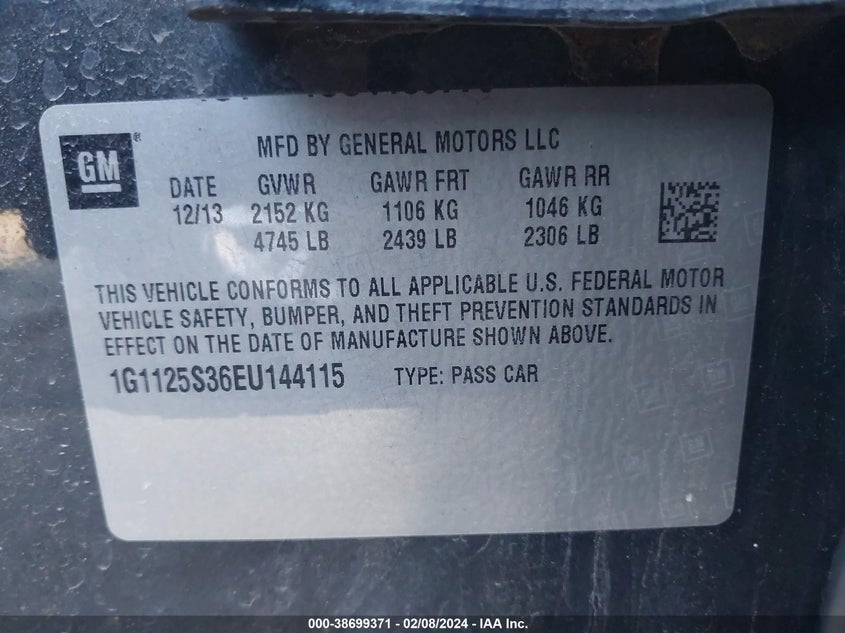 GM
MFD BY GENERAL MOTORS LLC
DATE GVWR GAWR FRT GAWR RR
12/13 2152 KG 1106 KG 1046 KG
4745 LB 2439 LB 2306 LB
THIS VEHICLE CONFORMS TO ALL APPLICABLE U.S. FEDERAL MOTOR
VEHICLE SAFETY, BUMPER, AND THEFT PREVENTION STANDARDS IN
EFFECT ON THE DATE OF MANUFACTURE SHOWN ABOVE.
1G1125S36EU144115 TYPE: PASS CAR
000-38699371 - 02/08/2024 - IAA Inc.